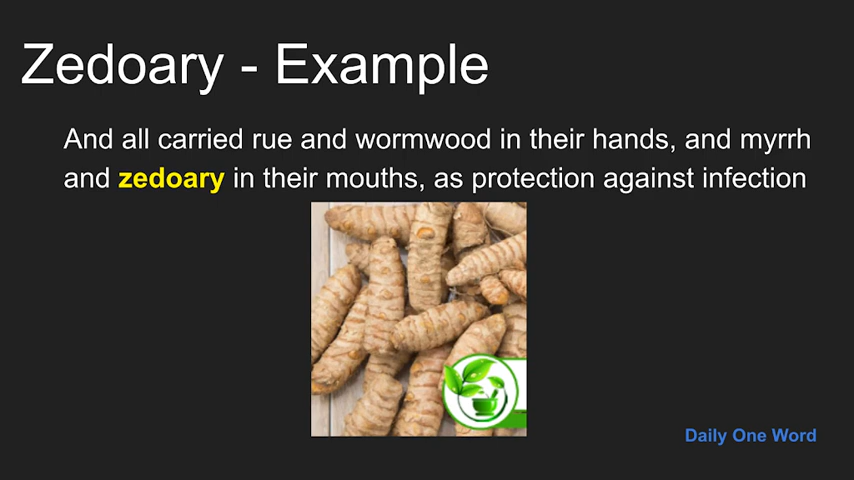 Zedoary - Example
And all carried rue and wormwood in their hands, and myrrh
and zedoary in their mouths, as protection against infection
Daily One Word